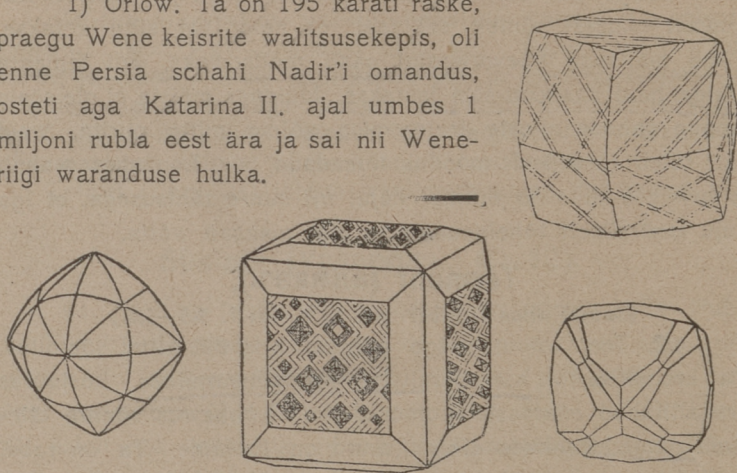 1) Orlow. Ta on 195 karati raske,
praegu Wene keisrite walitsusekepis, oli
enne Persia schahi Nadir'i omandus,
osteti aga Katarina II. ajal umbes 1
miljoni rubla eest ära ja sai nii Wene-
riigi waranduse hulka.